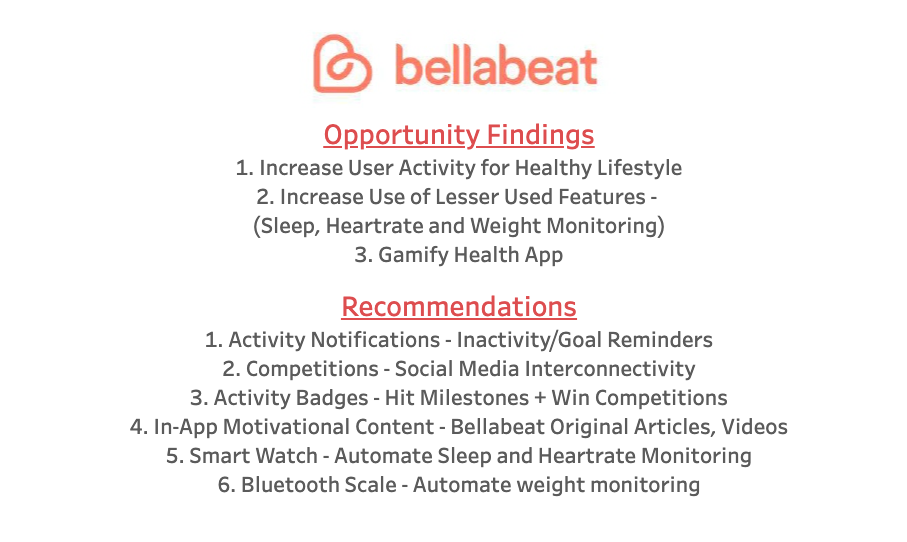 bellabeat
Opportunity Findings
1. Increase User Activity for Healthy Lifestyle
2. Increase Use of Lesser Used Features -
(Sleep, Heartrate and Weight Monitoring)
3. Gamify Health App
Recommendations
1. Activity Notifications - Inactivity/Goal Reminders
2. Competitions - Social Media Interconnectivity
3. Activity Badges - Hit Milestones + Win Competitions
4. In-App Motivational Content - Bellabeat Original Articles, Videos
5. Smart Watch - Automate Sleep and Heartrate Monitoring
6. Bluetooth Scale - Automate weight monitoring